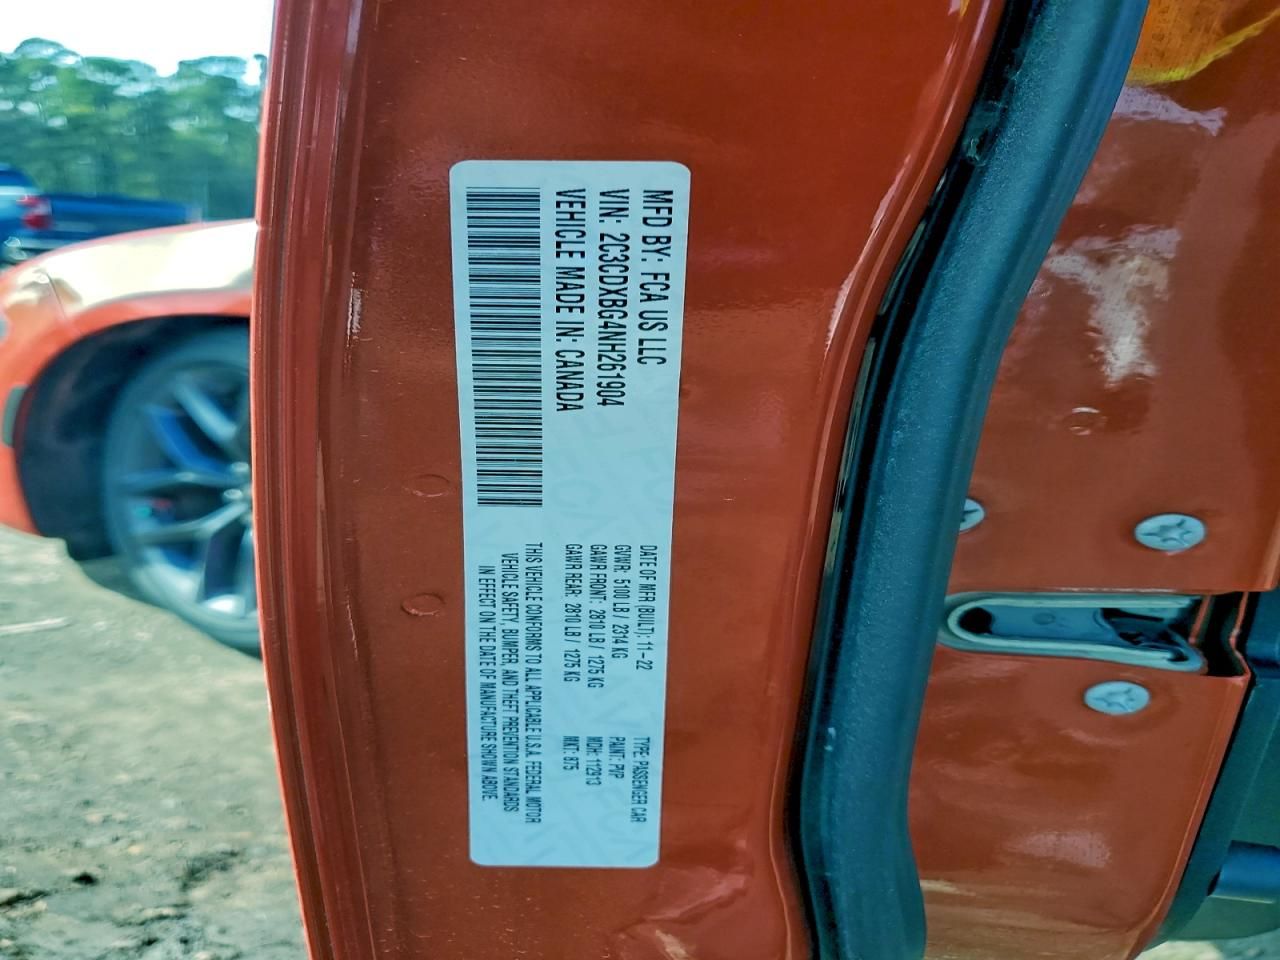 MFD BY: FCA US LLC
VIN: 2C3CDXBG4NH261904
VEHICLE MADE IN: CANADA
DATE OF MFR (BUILT): 11-22
GVWR: 5100 LB / 2314 KG
GAWR FRONT: 2810 LB / 1275 KG
GAWR REAR: 2810 LB / 1275 KG
TYPE: PASSENGER CAR
PAINT: PVP
MDH: 112913
MKT: 875
THIS VEHICLE CONFORMS TO ALL APPLICABLE U.S.A. FEDERAL MOTOR
VEHICLE SAFETY, BUMPER, AND THEFT PREVENTION STANDARDS
IN EFFECT ON THE DATE OF MANUFACTURE SHOWN ABOVE.